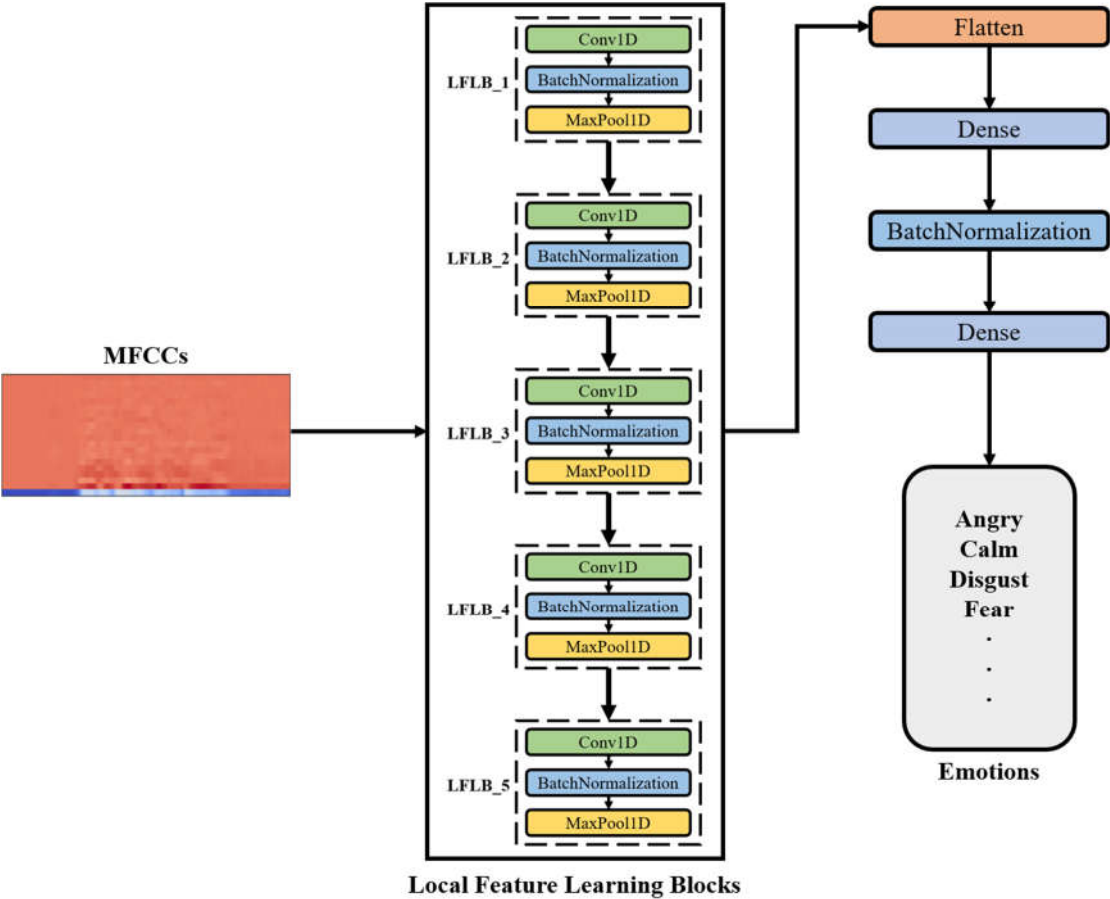 MFCCs
LFLB_1
Conv1D
BatchNormalization
MaxPool1D
LFLB_2
Conv1D
BatchNormalization
MaxPool1D
LFLB_3
Conv1D
BatchNormalization
MaxPool1D
LFLB_4
Conv1D
BatchNormalization
MaxPool1D
LFLB_5
Conv1D
BatchNormalization
MaxPool1D
Local Feature Learning Blocks
Flatten
Dense
BatchNormalization
Dense
Angry
Calm
Disgust
Fear
.
.
.
Emotions